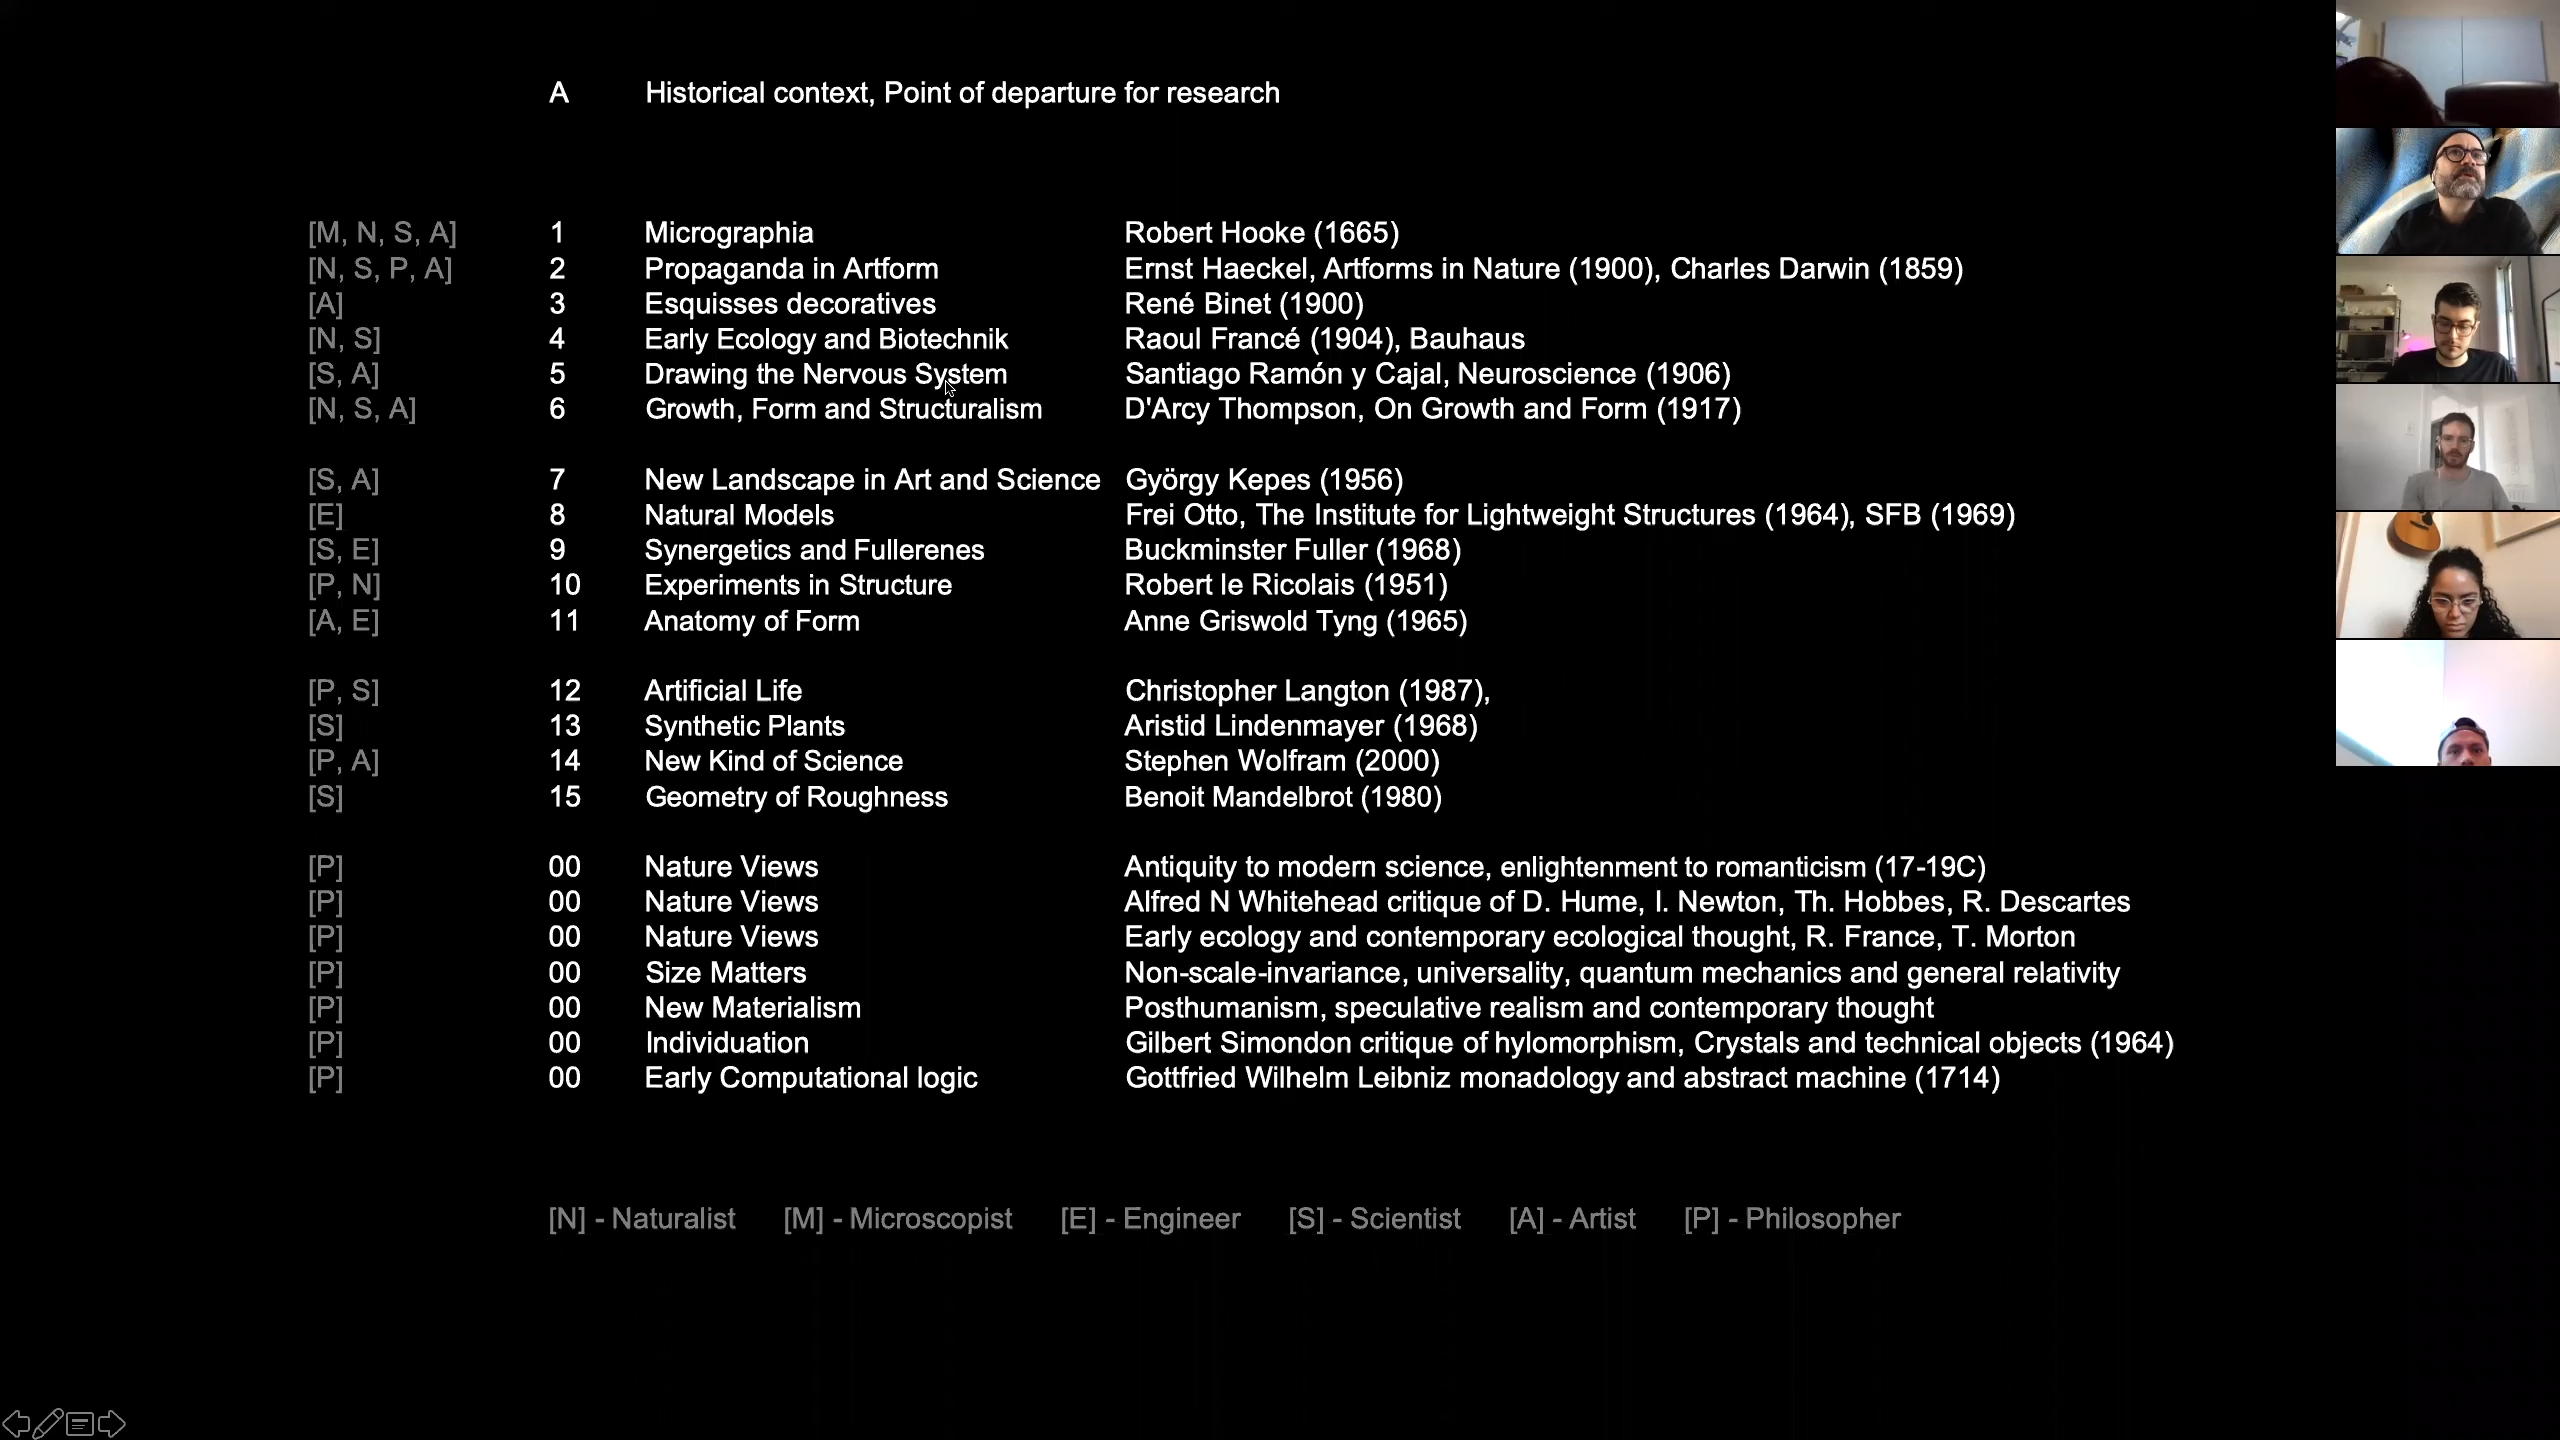 A Historical context, Point of departure for research
[M, N, S, A] 1 Micrographia Robert Hooke (1665)
[N, S, P, A] 2 Propaganda in Artform Ernst Haeckel, Artforms in Nature (1900), Charles Darwin (1859)
[A] 3 Esquisses decoratives René Binet (1900)
[N, S] 4 Early Ecology and Biotechnik Raoul Francé (1904), Bauhaus
[S, A] 5 Drawing the Nervous System Santiago Ramón y Cajal, Neuroscience (1906)
[N, S, A] 6 Growth, Form and Structuralism D'Arcy Thompson, On Growth and Form (1917)
[S, A] 7 New Landscape in Art and Science György Kepes (1956)
[E] 8 Natural Models Frei Otto, The Institute for Lightweight Structures (1964), SFB (1969)
[S, E] 9 Synergetics and Fullerenes Buckminster Fuller (1968)
[P, N] 10 Experiments in Structure Robert le Ricolais (1951)
[A, E] 11 Anatomy of Form Anne Griswold Tyng (1965)
[P, S] 12 Artificial Life Christopher Langton (1987),
[S] 13 Synthetic Plants Aristid Lindenmayer (1968)
[P, A] 14 New Kind of Science Stephen Wolfram (2000)
[S] 15 Geometry of Roughness Benoit Mandelbrot (1980)
[P] 00 Nature Views Antiquity to modern science, enlightenment to romanticism (17-19C)
[P] 00 Nature Views Alfred N Whitehead critique of D. Hume, I. Newton, Th. Hobbes, R. Descartes
[P] 00 Nature Views Early ecology and contemporary ecological thought, R. France, T. Morton
[P] 00 Size Matters Non-scale-invariance, universality, quantum mechanics and general relativity
[P] 00 New Materialism Posthumanism, speculative realism and contemporary thought
[P] 00 Individuation Gilbert Simondon critique of hylomorphism, Crystals and technical objects (1964)
[P] 00 Early Computational logic Gottfried Wilhelm Leibniz monadology and abstract machine (1714)
[N] - Naturalist [M] - Microscopist [E] - Engineer [S] - Scientist [A] - Artist [P] - Philosopher